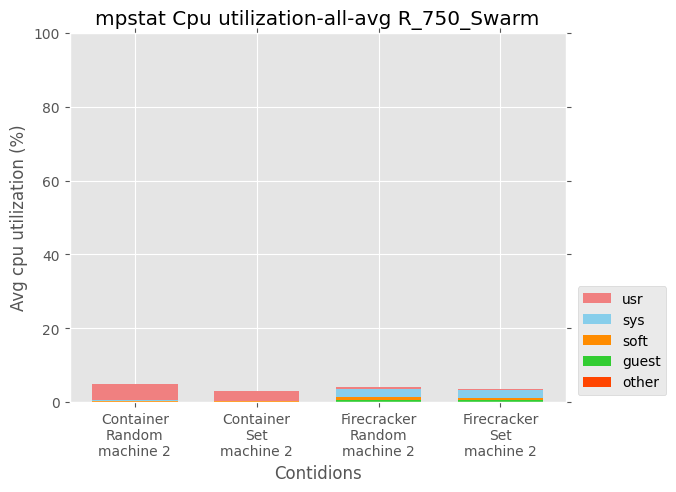 mpstat Cpu utilization-all-avg R_750_Swarm
Avg cpu utilization (%)
100
80
60
40
20
0
Container
Random
machine 2
Container
Set
machine 2
Firecracker
Random
machine 2
Firecracker
Set
machine 2
Contidions
usr
sys
soft
guest
other